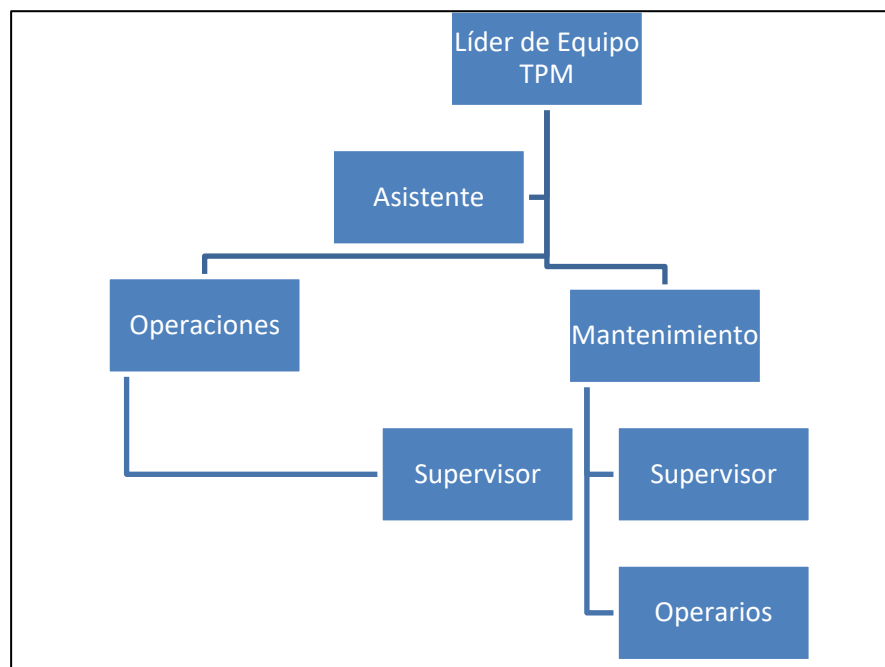 Líder de Equipo
TPM
Asistente
Operaciones
Mantenimiento
Supervisor
Supervisor
Operarios